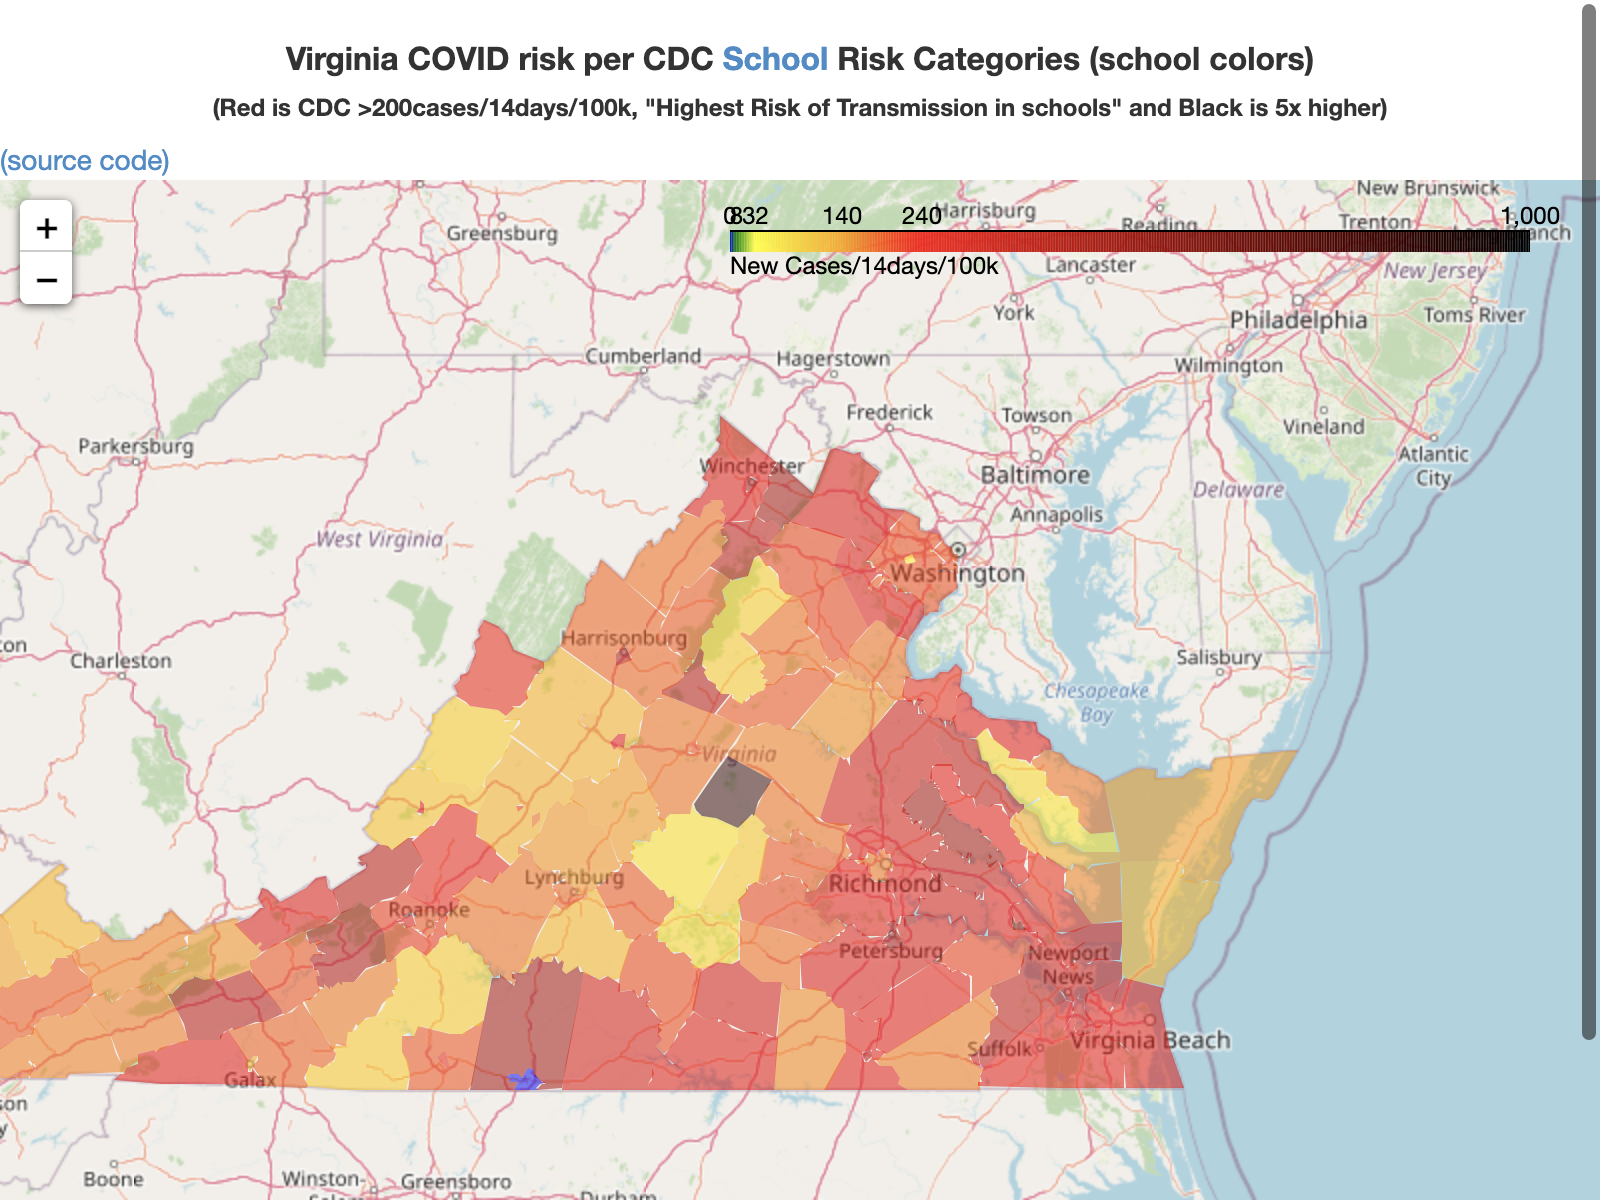 Virginia COVID risk per CDC School Risk Categories (school colors)
(Red is CDC >200cases/14days/100k, "Highest Risk of Transmission in schools" and Black is 5x higher)
(source code)
+
−
0 8 32 140 240 1,000
New Cases/14days/100k
New Brunswick
Greensburg
Harrisburg
Reading
Trenton
Long Branch
Lancaster
New Jersey
York
Philadelphia
Toms River
Cumberland
Hagerstown
Wilmington
Frederick
Towson
Vineland
Parkersburg
Winchester
Baltimore
Atlantic
City
Delaware
Annapolis
West Virginia
Washington
Harrisonburg
Charleston
Salisbury
Chesapeake
Bay
Virginia
Lynchburg
Richmond
Roanoke
Petersburg
Newport
News
Virginia Beach
Suffolk
Galax
Boone
Winston-
Salem
Greensboro
Durham